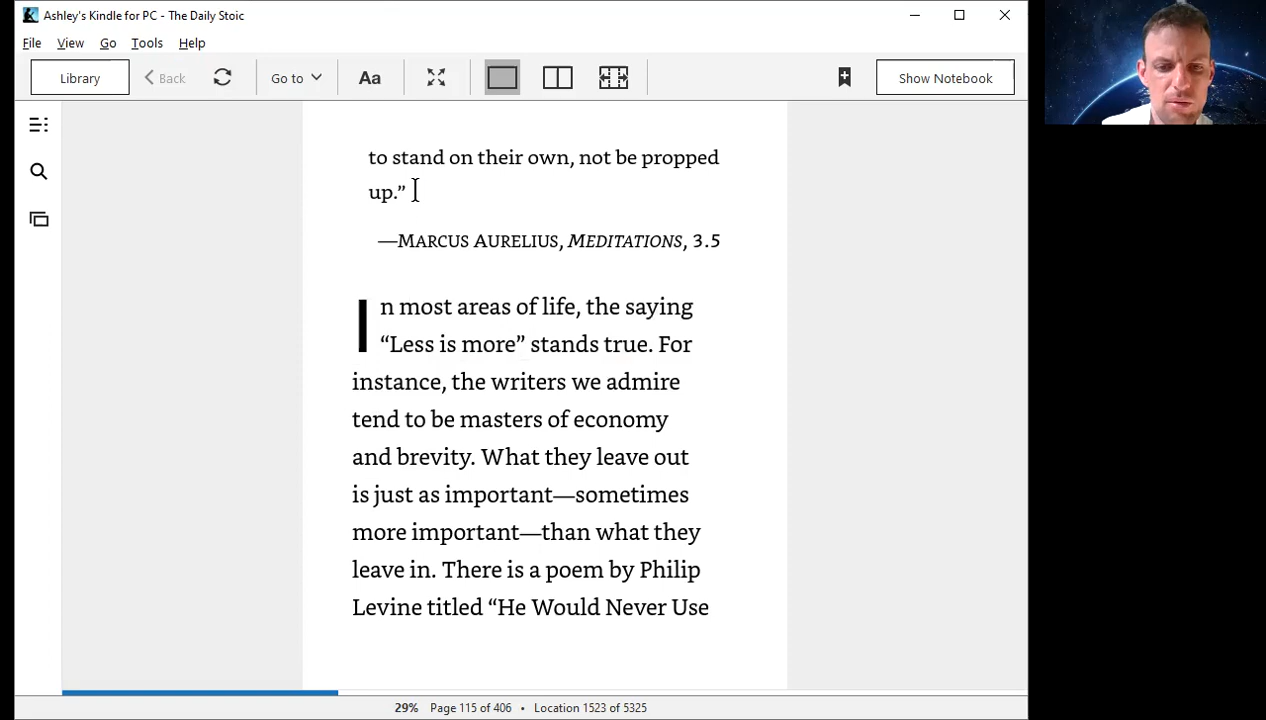 Ashley's Kindle for PC - The Daily Stoic
File View Go Tools Help
Library Back Go to Aa Show Notebook
to stand on their own, not be propped
up.”
—MARCUS AURELIUS, MEDITATIONS, 3.5
In most areas of life, the saying
“Less is more” stands true. For
instance, the writers we admire
tend to be masters of economy
and brevity. What they leave out
is just as important—sometimes
more important—than what they
leave in. There is a poem by Philip
Levine titled “He Would Never Use
29% Page 115 of 406 • Location 1523 of 5325